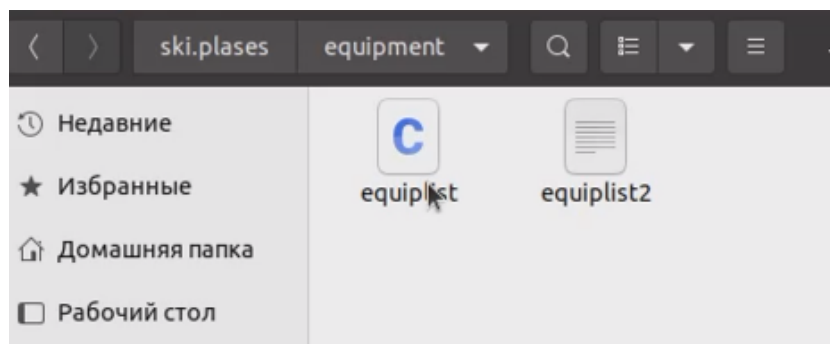 ski.plases equipment
Недавние
Избранные
Домашняя папка
Рабочий стол
C
equiplist equiplist2